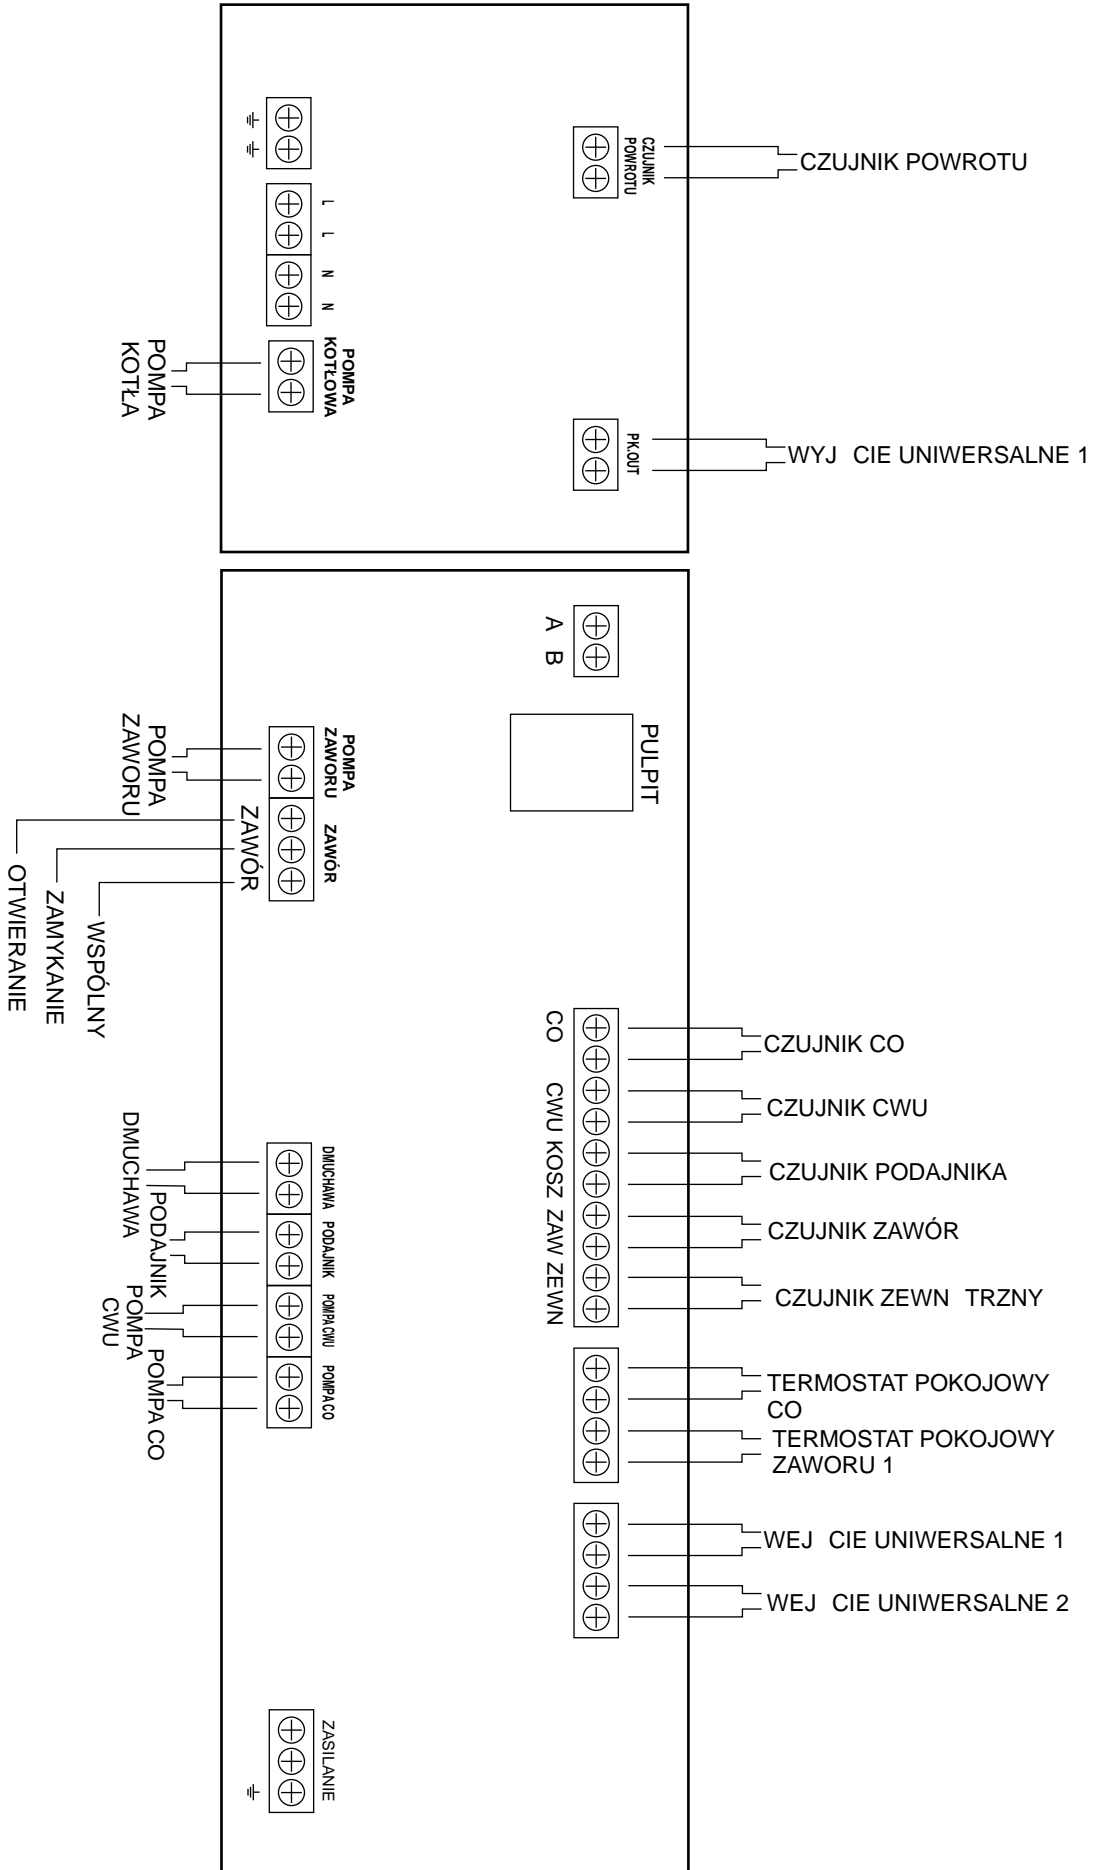 CZUJNIK
POWROTU
CZUJNIK POWROTU
L
L
N
N
POMPA
KOTŁOWA
POMPA
KOTŁA
PK.OUT
WYJ CIE UNIWERSALNE 1
A B
PULPIT
POMPA
ZAWORU
POMPA
ZAWORU
ZAWÓR
ZAWÓR
OTWIERANIE
ZAMYKANIE
WSPÓLNY
CO CWU KOSZ ZAW ZEWN
CZUJNIK CO
CZUJNIK CWU
CZUJNIK PODAJNIKA
CZUJNIK ZAWÓR
CZUJNIK ZEWN TRZNY
DMUCHAWA
PODAJNIK
POMPA CWU
POMPA CO
DMUCHAWA
PODAJNIK
POMPA
CWU
POMPA CO
TERMOSTAT POKOJOWY
CO
TERMOSTAT POKOJOWY
ZAWORU 1
WEJ CIE UNIWERSALNE 1
WEJ CIE UNIWERSALNE 2
ZASILANIE